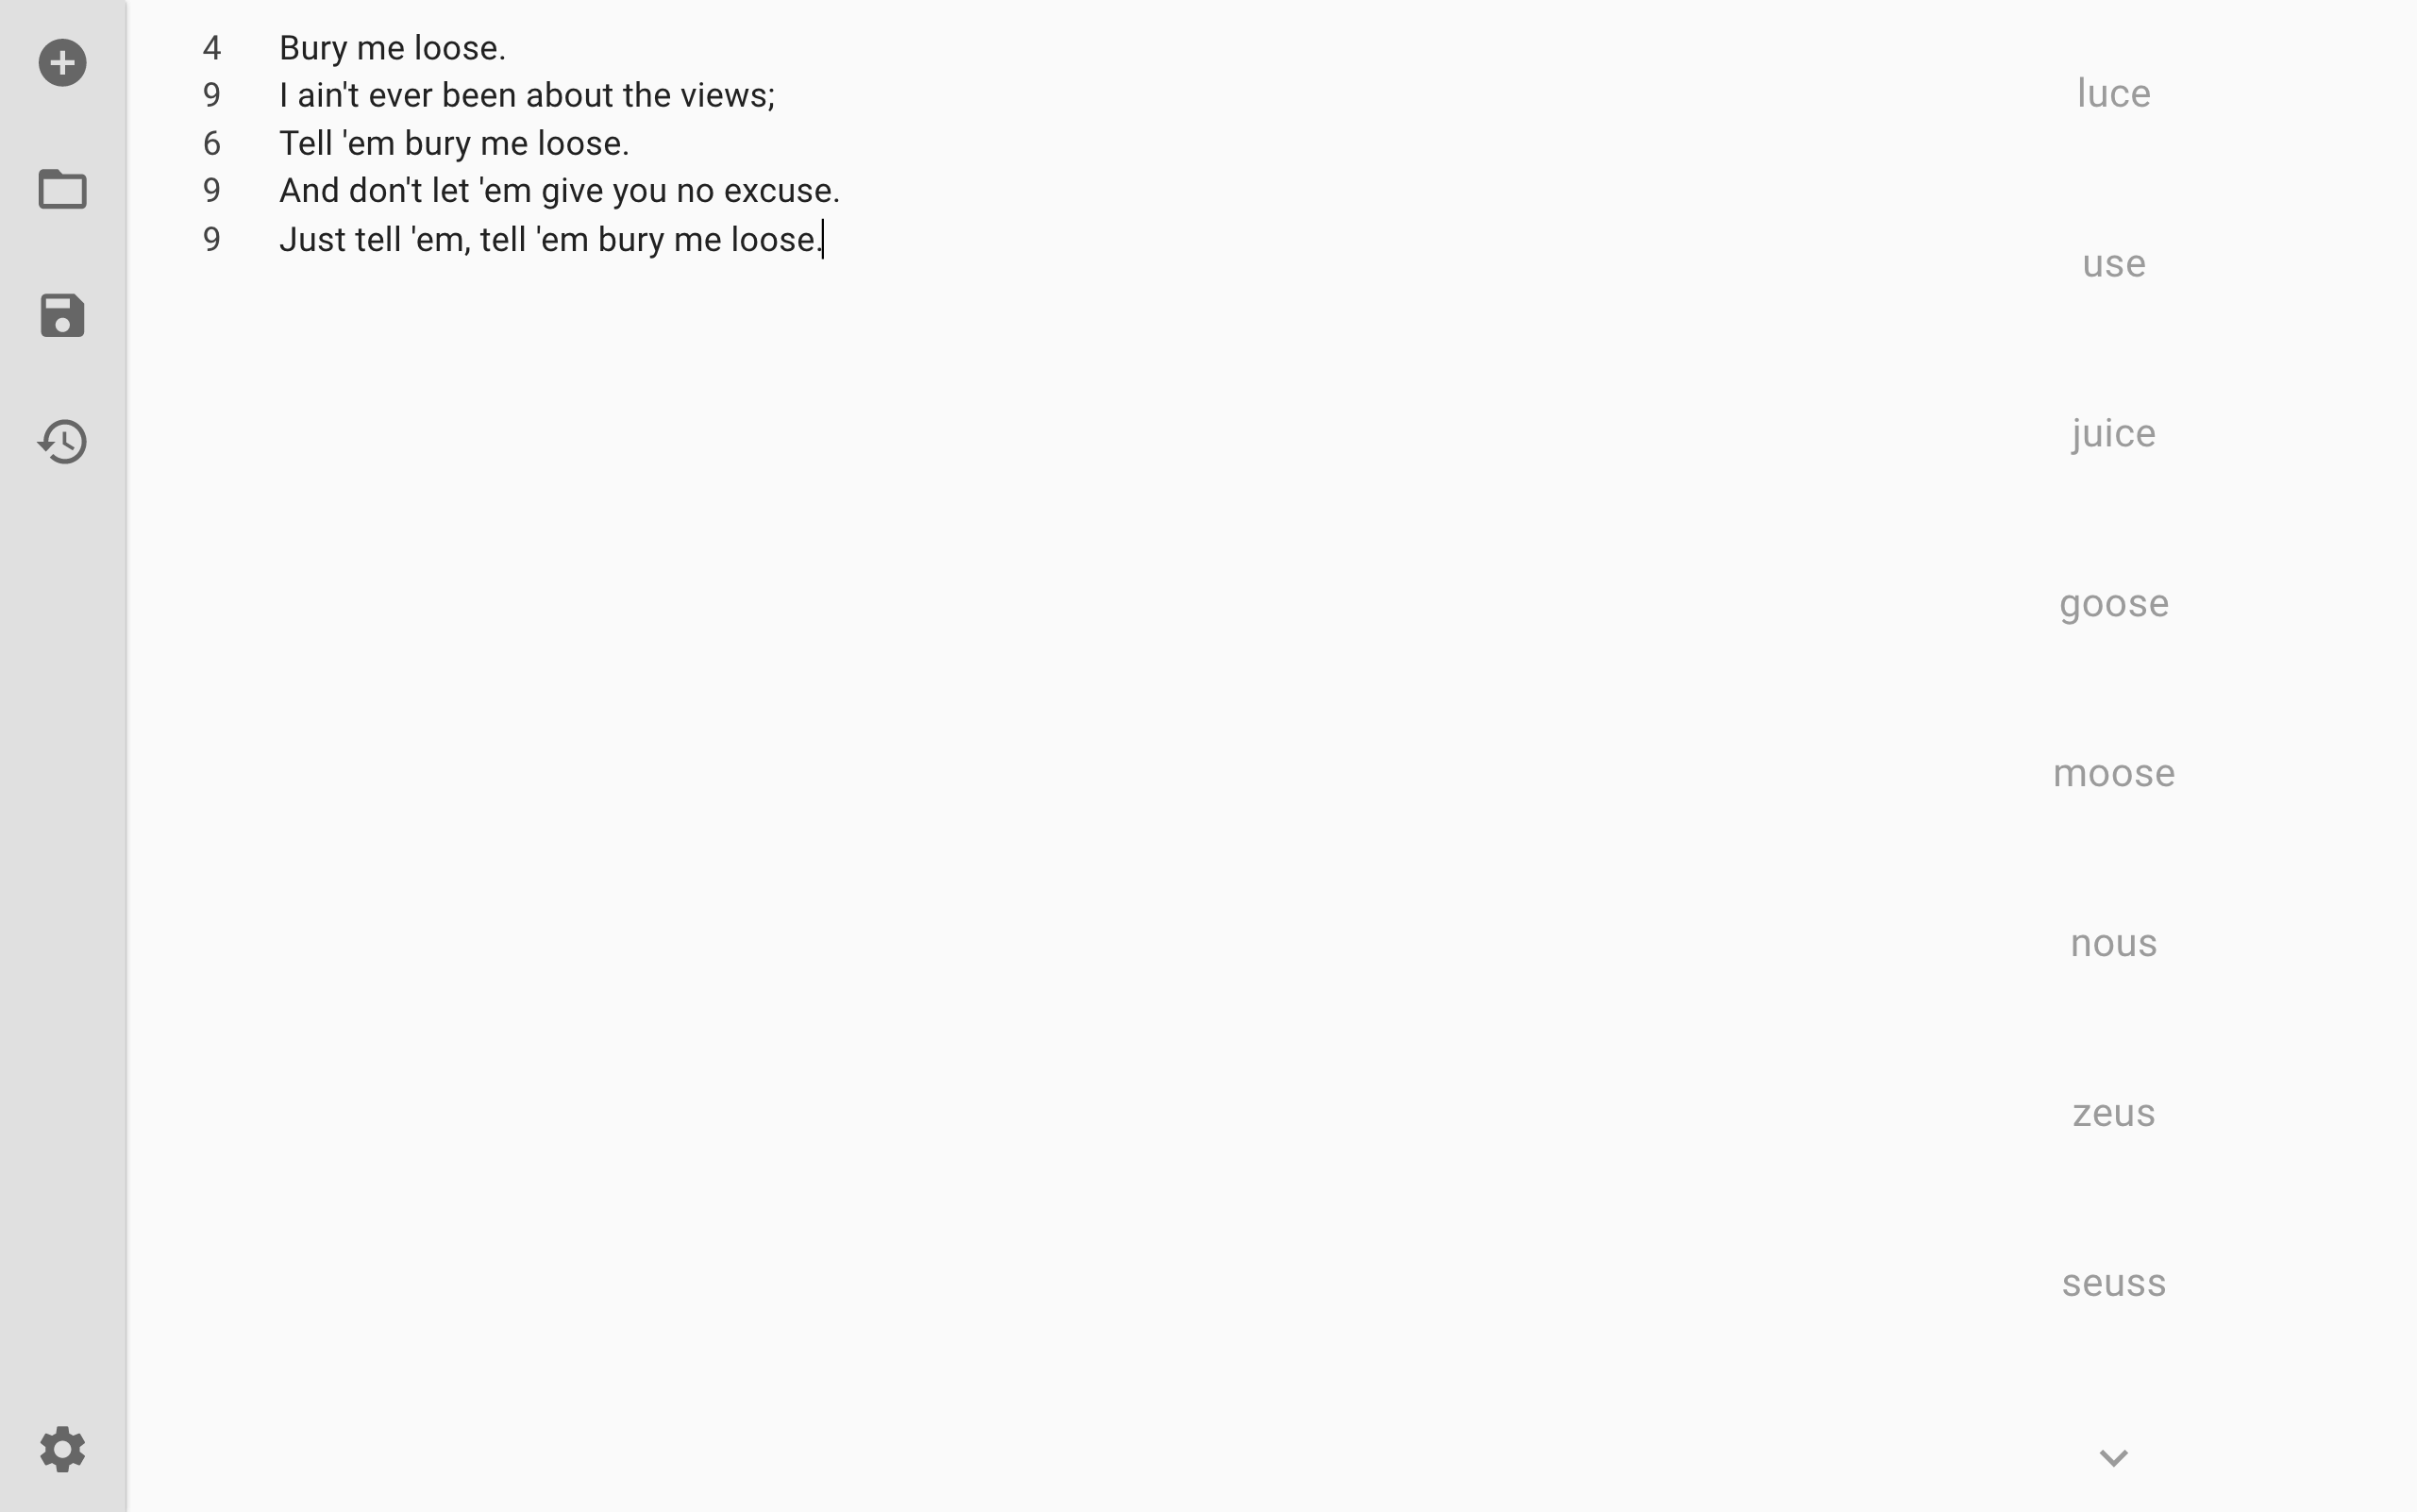 4 Bury me loose.
9 I ain't ever been about the views;
6 Tell 'em bury me loose.
9 And don't let 'em give you no excuse.
9 Just tell 'em, tell 'em bury me loose.
luce
use
juice
goose
moose
nous
zeus
seuss